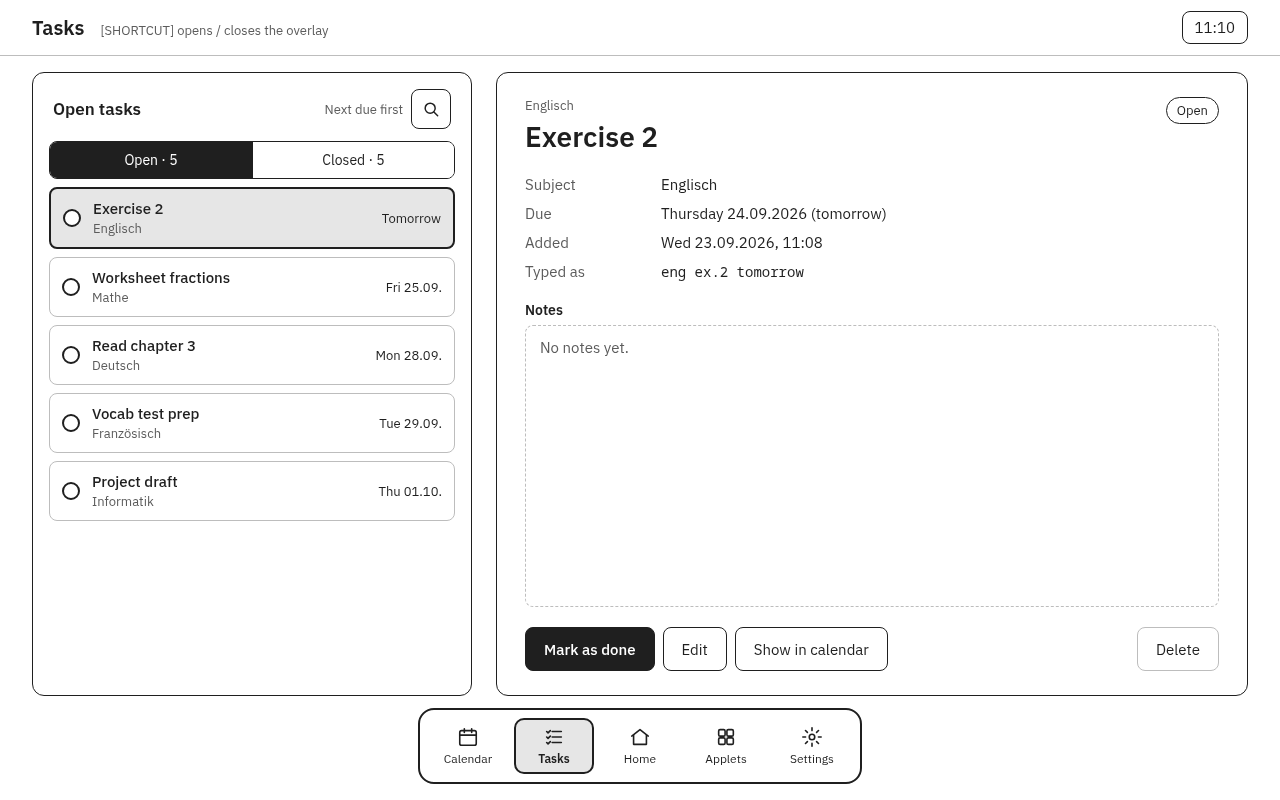 Tasks
[SHORTCUT] opens / closes the overlay
11:10
Open tasks
Next due first
Open · 5
Closed · 5
Exercise 2
Englisch
Tomorrow
Worksheet fractions
Mathe
Fri 25.09.
Read chapter 3
Deutsch
Mon 28.09.
Vocab test prep
Französisch
Tue 29.09.
Project draft
Informatik
Thu 01.10.
Englisch
Exercise 2
Open
Subject Englisch
Due Thursday 24.09.2026 (tomorrow)
Added Wed 23.09.2026, 11:08
Typed as eng ex.2 tomorrow
Notes
No notes yet.
Mark as done
Edit
Show in calendar
Delete
Calendar
Tasks
Home
Applets
Settings